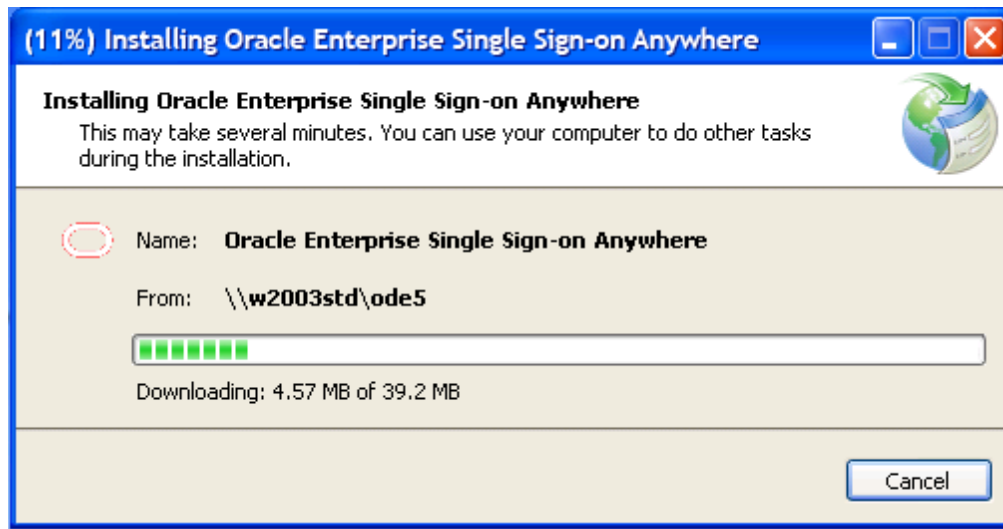 (11%) Installing Oracle Enterprise Single Sign-on Anywhere
Installing Oracle Enterprise Single Sign-on Anywhere
This may take several minutes. You can use your computer to do other tasks
during the installation.
Name: Oracle Enterprise Single Sign-on Anywhere
From: \\w2003std\ode5
Downloading: 4.57 MB of 39.2 MB
Cancel